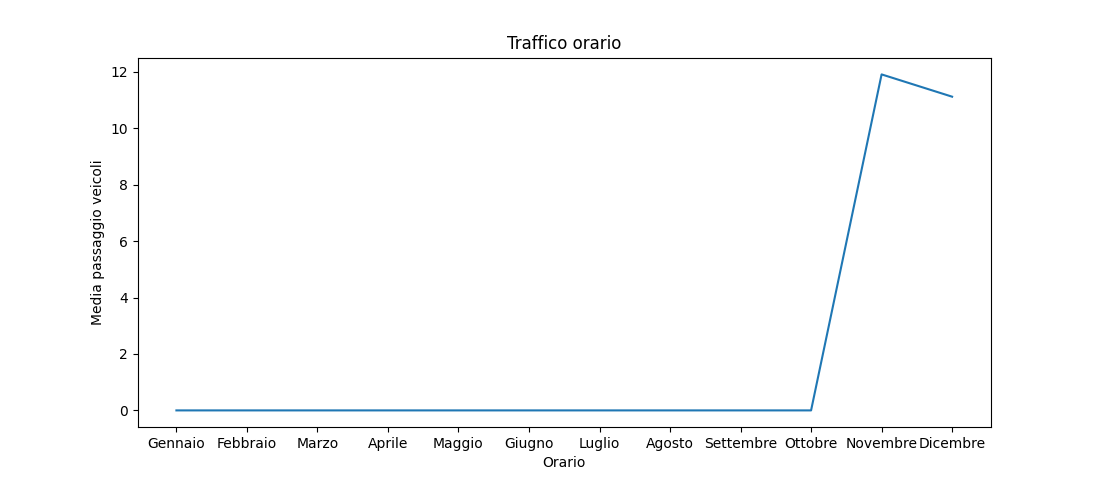 Traffico orario
Media passaggio veicoli
12
10
8
6
4
2
0
Gennaio Febbraio Marzo Aprile Maggio Giugno Luglio Agosto Settembre Ottobre Novembre Dicembre
Orario